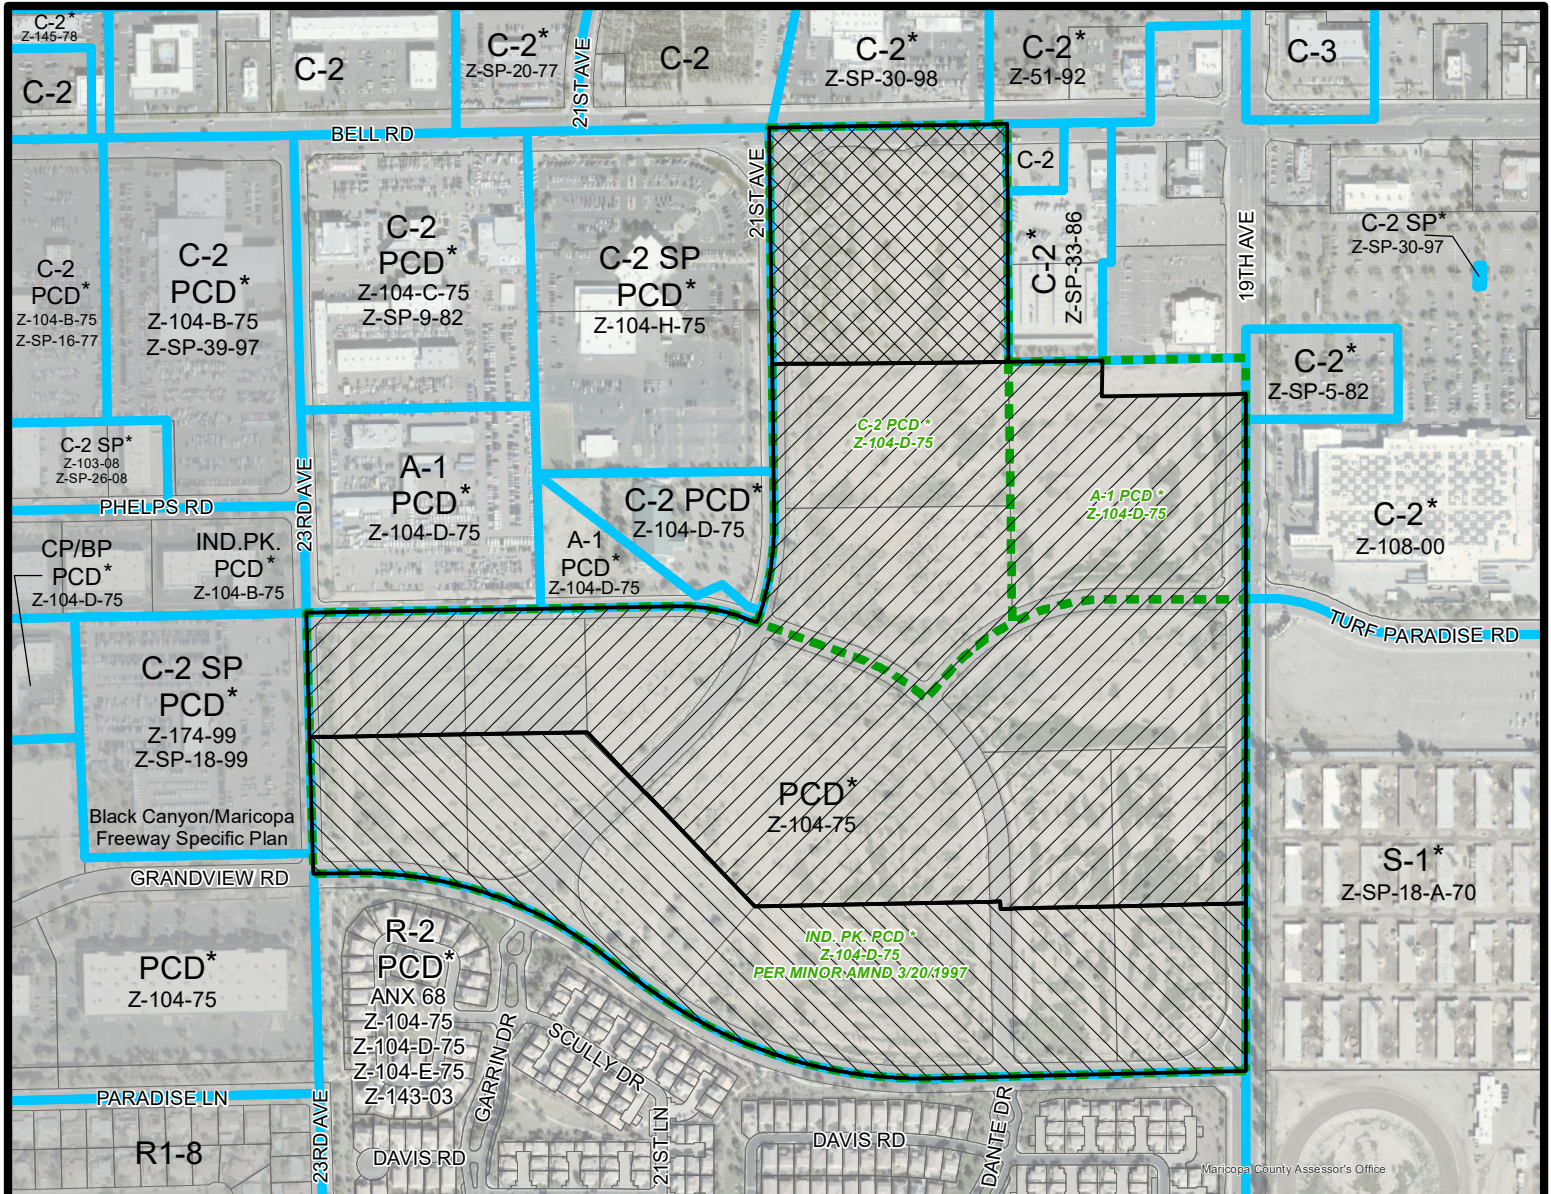 C-2*
Z-145-78
C-2
C-2
C-2*
Z-SP-20-77
21ST AVE
C-2
C-2*
Z-SP-30-98
C-2*
Z-51-92
C-3
BELL RD
C-2
PCD*
Z-104-B-75
Z-SP-16-77
C-2
PCD*
Z-104-B-75
Z-SP-39-97
C-2
PCD*
Z-104-C-75
Z-SP-9-82
C-2 SP
PCD*
Z-104-H-75
21ST AVE
C-2
C-2*
Z-SP-33-86
19TH AVE
C-2 SP*
Z-SP-30-97
C-2*
Z-SP-5-82
C-2 SP*
Z-103-08
Z-SP-26-08
PHELPS RD
23RD AVE
A-1
PCD*
Z-104-D-75
C-2 PCD*
Z-104-D-75
A-1
PCD*
Z-104-D-75
C-2 PCD*
Z-104-D-75
A-1 PCD *
Z-104-D-75
C-2*
Z-108-00
CP/BP
PCD*
Z-104-D-75
IND.PK.
PCD*
Z-104-B-75
TURF PARADISE RD
C-2 SP
PCD*
Z-174-99
Z-SP-18-99
Black Canyon/Maricopa
Freeway Specific Plan
GRANDVIEW RD
PCD*
Z-104-75
S-1*
Z-SP-18-A-70
IND. PK. PCD *
Z-104-D-75
PER MINOR AMND 3/20/1997
PCD*
Z-104-75
R-2
PCD*
ANX 68
Z-104-75
Z-104-D-75
Z-104-E-75
Z-143-03
GARRIN DR
SCULLY DR
PARADISE LN
23RD AVE
R1-8
DAVIS RD
21ST LN
DAVIS RD
DANTE DR
Maricopa County Assessor's Office